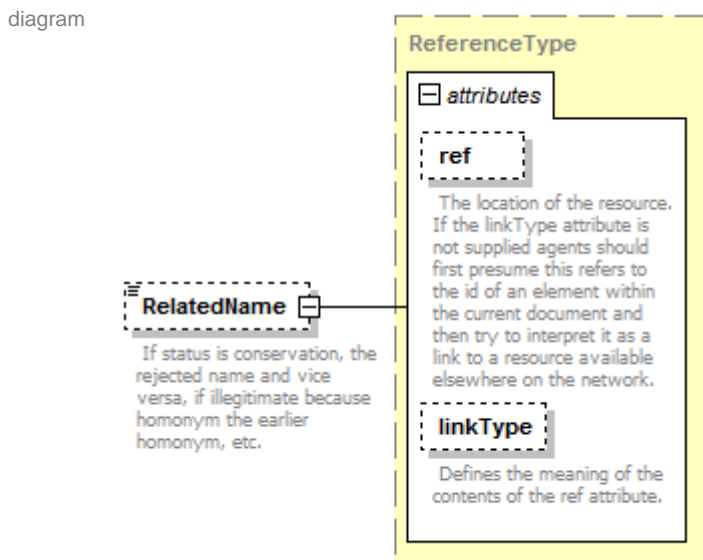 diagram
ReferenceType
attributes
ref
The location of the resource.
If the linkType attribute is
not supplied agents should
first presume this refers to
the id of an element within
the current document and
then try to interpret it as a
link to a resource available
elsewhere on the network.
RelatedName
If status is conservation, the
rejected name and vice
versa, if illegitimate because
homonym the earlier
homonym, etc.
linkType
Defines the meaning of the
contents of the ref attribute.